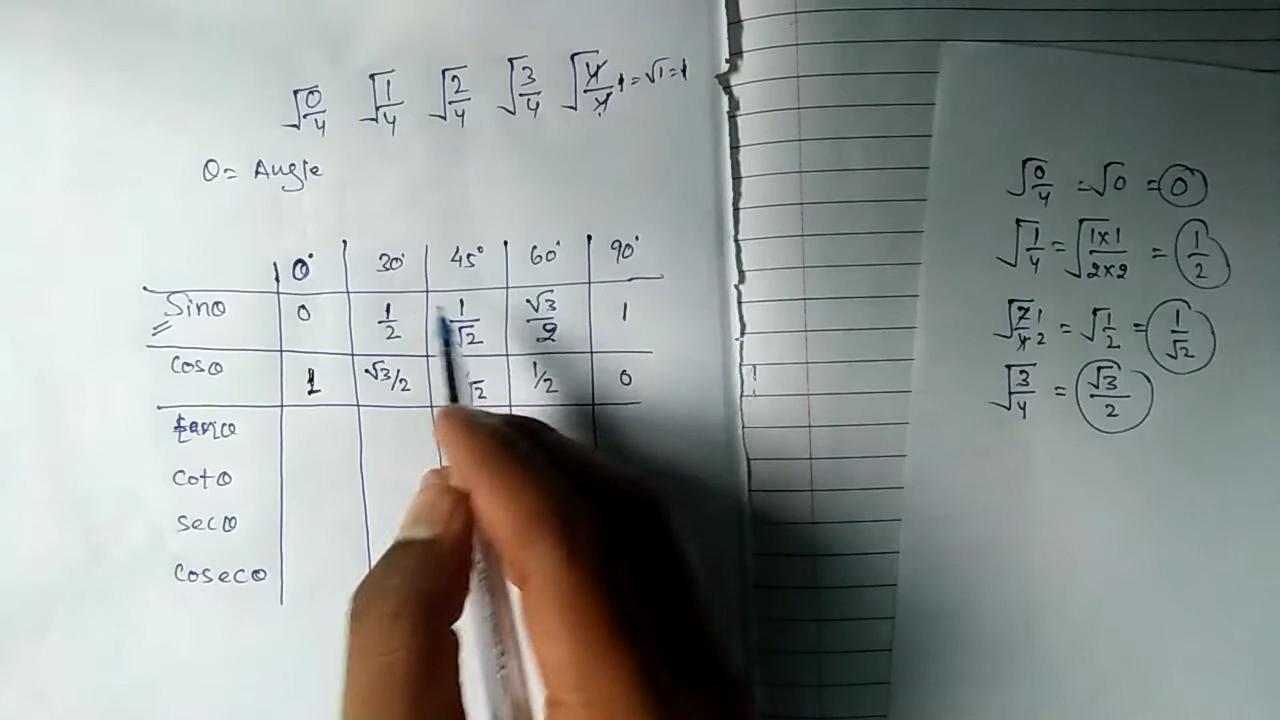 √0/4 √1/4 √2/4 √3/4 √4/4 1 = √1 = 1
θ = Angle
0° 30° 45° 60° 90°
Sinθ 0 1/2 1/√2 √3/2 1
cosθ 1 √3/2 √2 1/2 0
tanθ
cotθ
secθ
cosecθ
√0/4 = √0 = 0
√1/4 = √1×1/2×2 = 1/2
√2/4 1/2 = √1/2 = 1/√2
√3/4 = √3/2